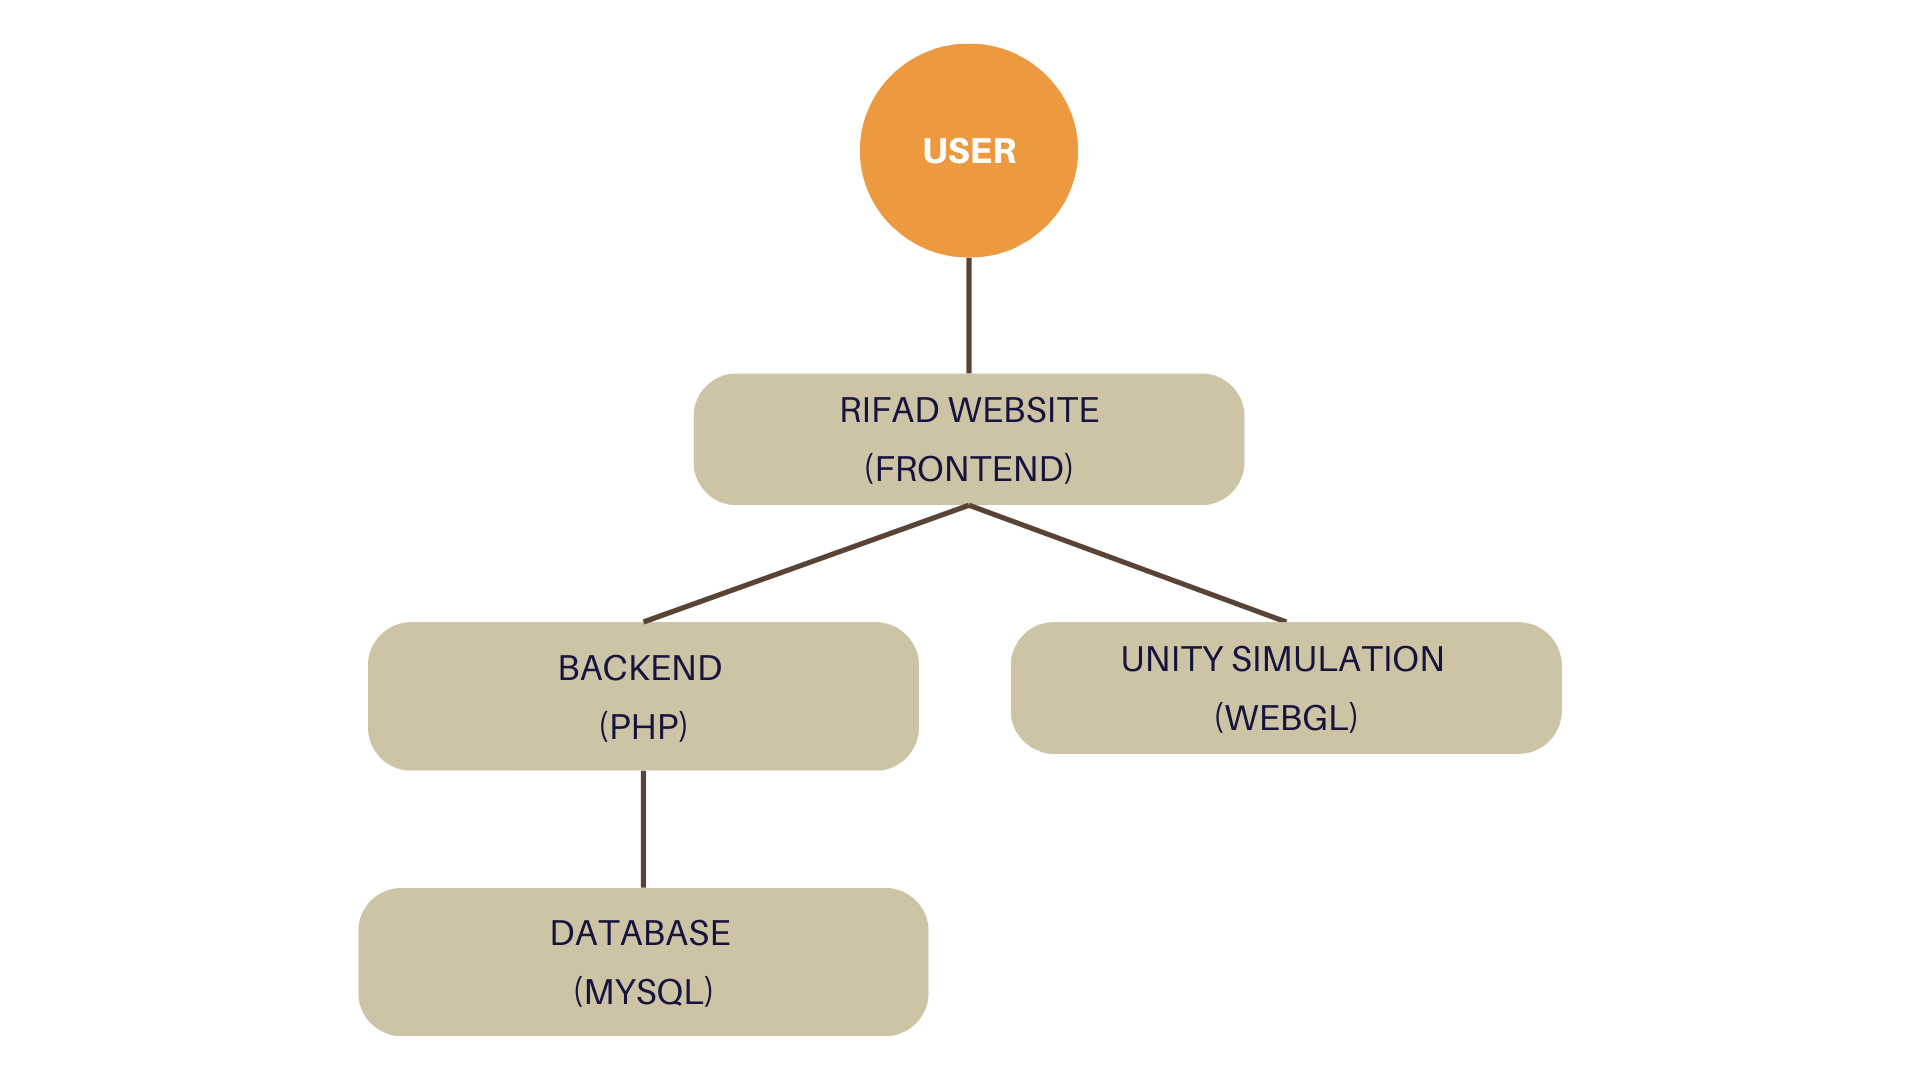 USER
RIFAD WEBSITE
(FRONTEND)
BACKEND
(PHP)
UNITY SIMULATION
(WEBGL)
DATABASE
(MYSQL)